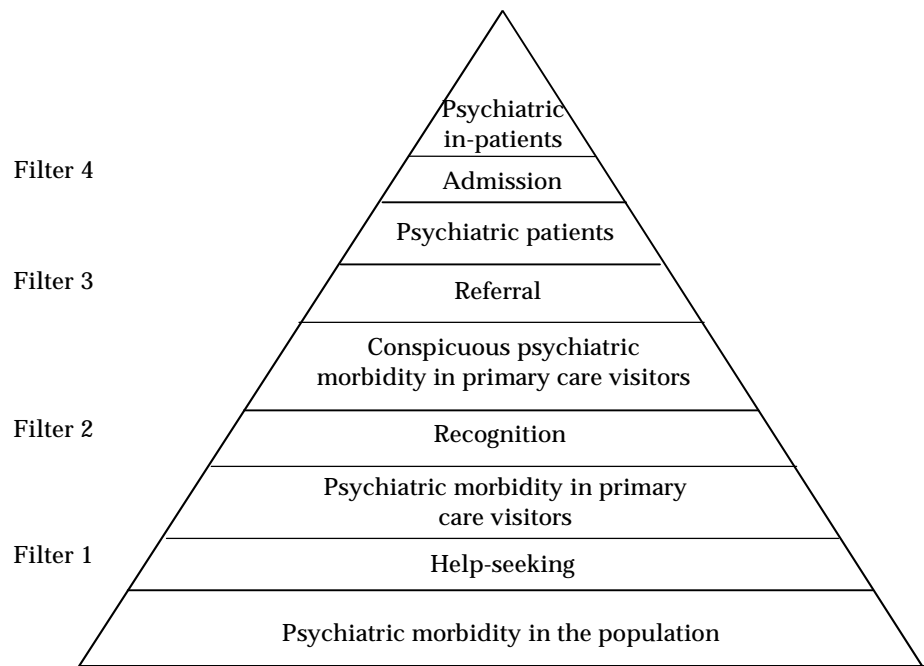 Psychiatric
in-patients
Filter 4
Admission
Psychiatric patients
Filter 3
Referral
Conspicuous psychiatric
morbidity in primary care visitors
Filter 2
Recognition
Psychiatric morbidity in primary
care visitors
Filter 1
Help-seeking
Psychiatric morbidity in the population